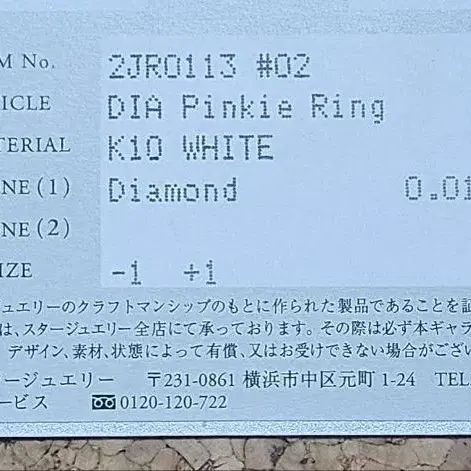 M No. 2JR0113 #02
ICLE DIA Pinkie Ring
TERIAL K10 WHITE
NE (1) Diamond 0.01
NE (2)
IZE -1 +1
ュエリーのクラフトマンシップのもとに作られた製品であることを証
は、スタージュエリー全店にて承っております。その際は必ず本ギャラ
デザイン、素材、状態によって有償、又はお受けできない場合がござい
ージュエリー 〒231-0861 横浜市中区元町 1-24 TEL
ービス 0120-120-722